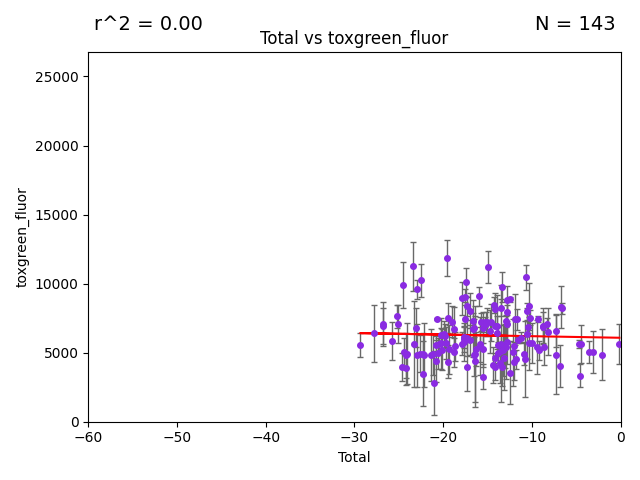 r^2 = 0.00
N = 143
Total vs toxgreen_fluor
25000
20000
15000
10000
5000
0
toxgreen_fluor
−60
−50
−40
−30
−20
−10
0
Total